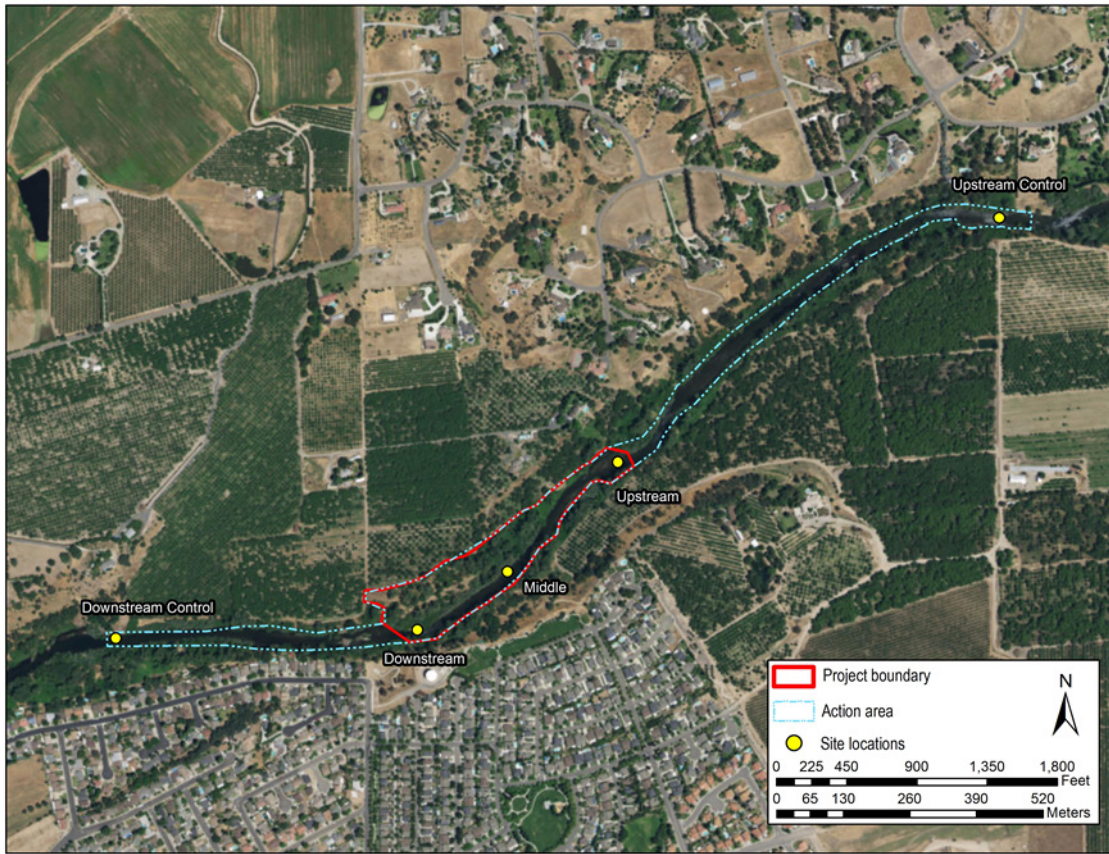 Upstream Control
Upstream
Middle
Downstream Control
Downstream
Project boundary
N
Action area
Site locations
0 225 450 900 1,350 1,800
Feet
0 65 130 260 390 520
Meters